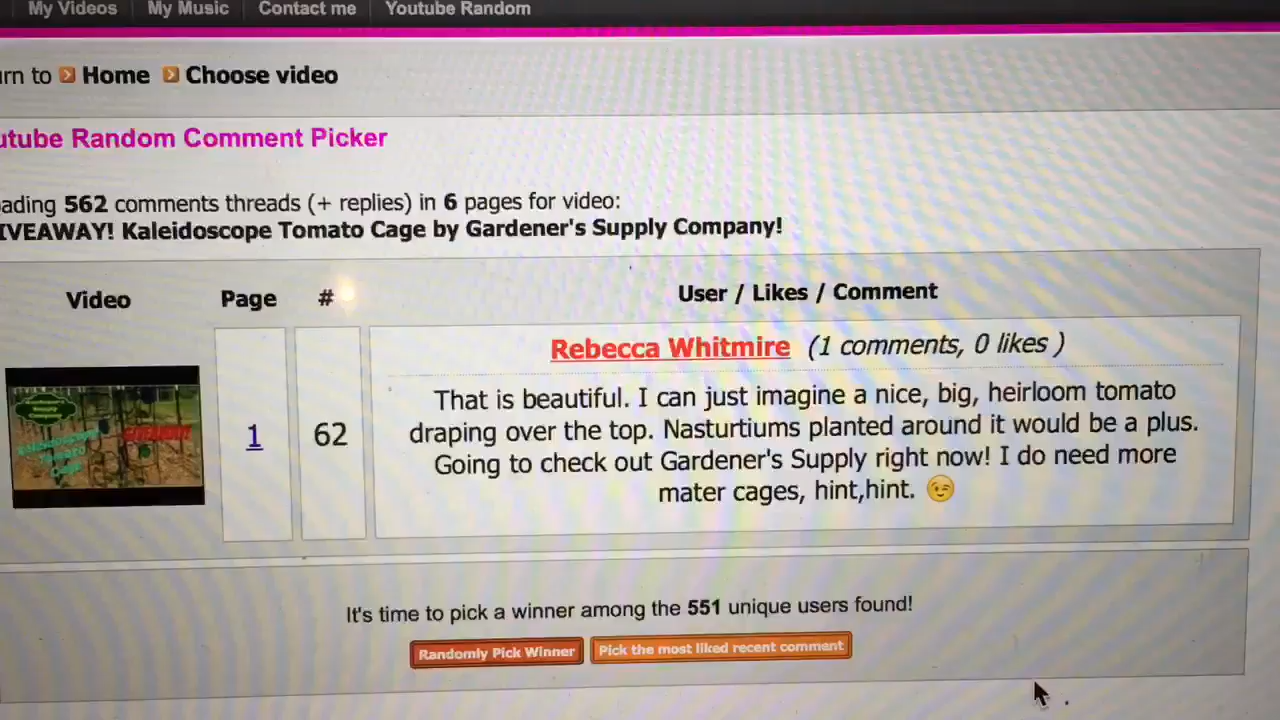 My Videos My Music Contact me Youtube Random
urn to Home Choose video
utube Random Comment Picker
ading 562 comments threads (+ replies) in 6 pages for video:
IVEAWAY! Kaleidoscope Tomato Cage by Gardener's Supply Company!
Video Page # User / Likes / Comment
Rebecca Whitmire (1 comments, 0 likes )
That is beautiful. I can just imagine a nice, big, heirloom tomato
draping over the top. Nasturtiums planted around it would be a plus.
1 62
Going to check out Gardener's Supply right now! I do need more
mater cages, hint,hint. 😉
Kaleidoscope
Tomato
Cage
It's time to pick a winner among the 551 unique users found!
Randomly Pick Winner Pick the most liked recent comment